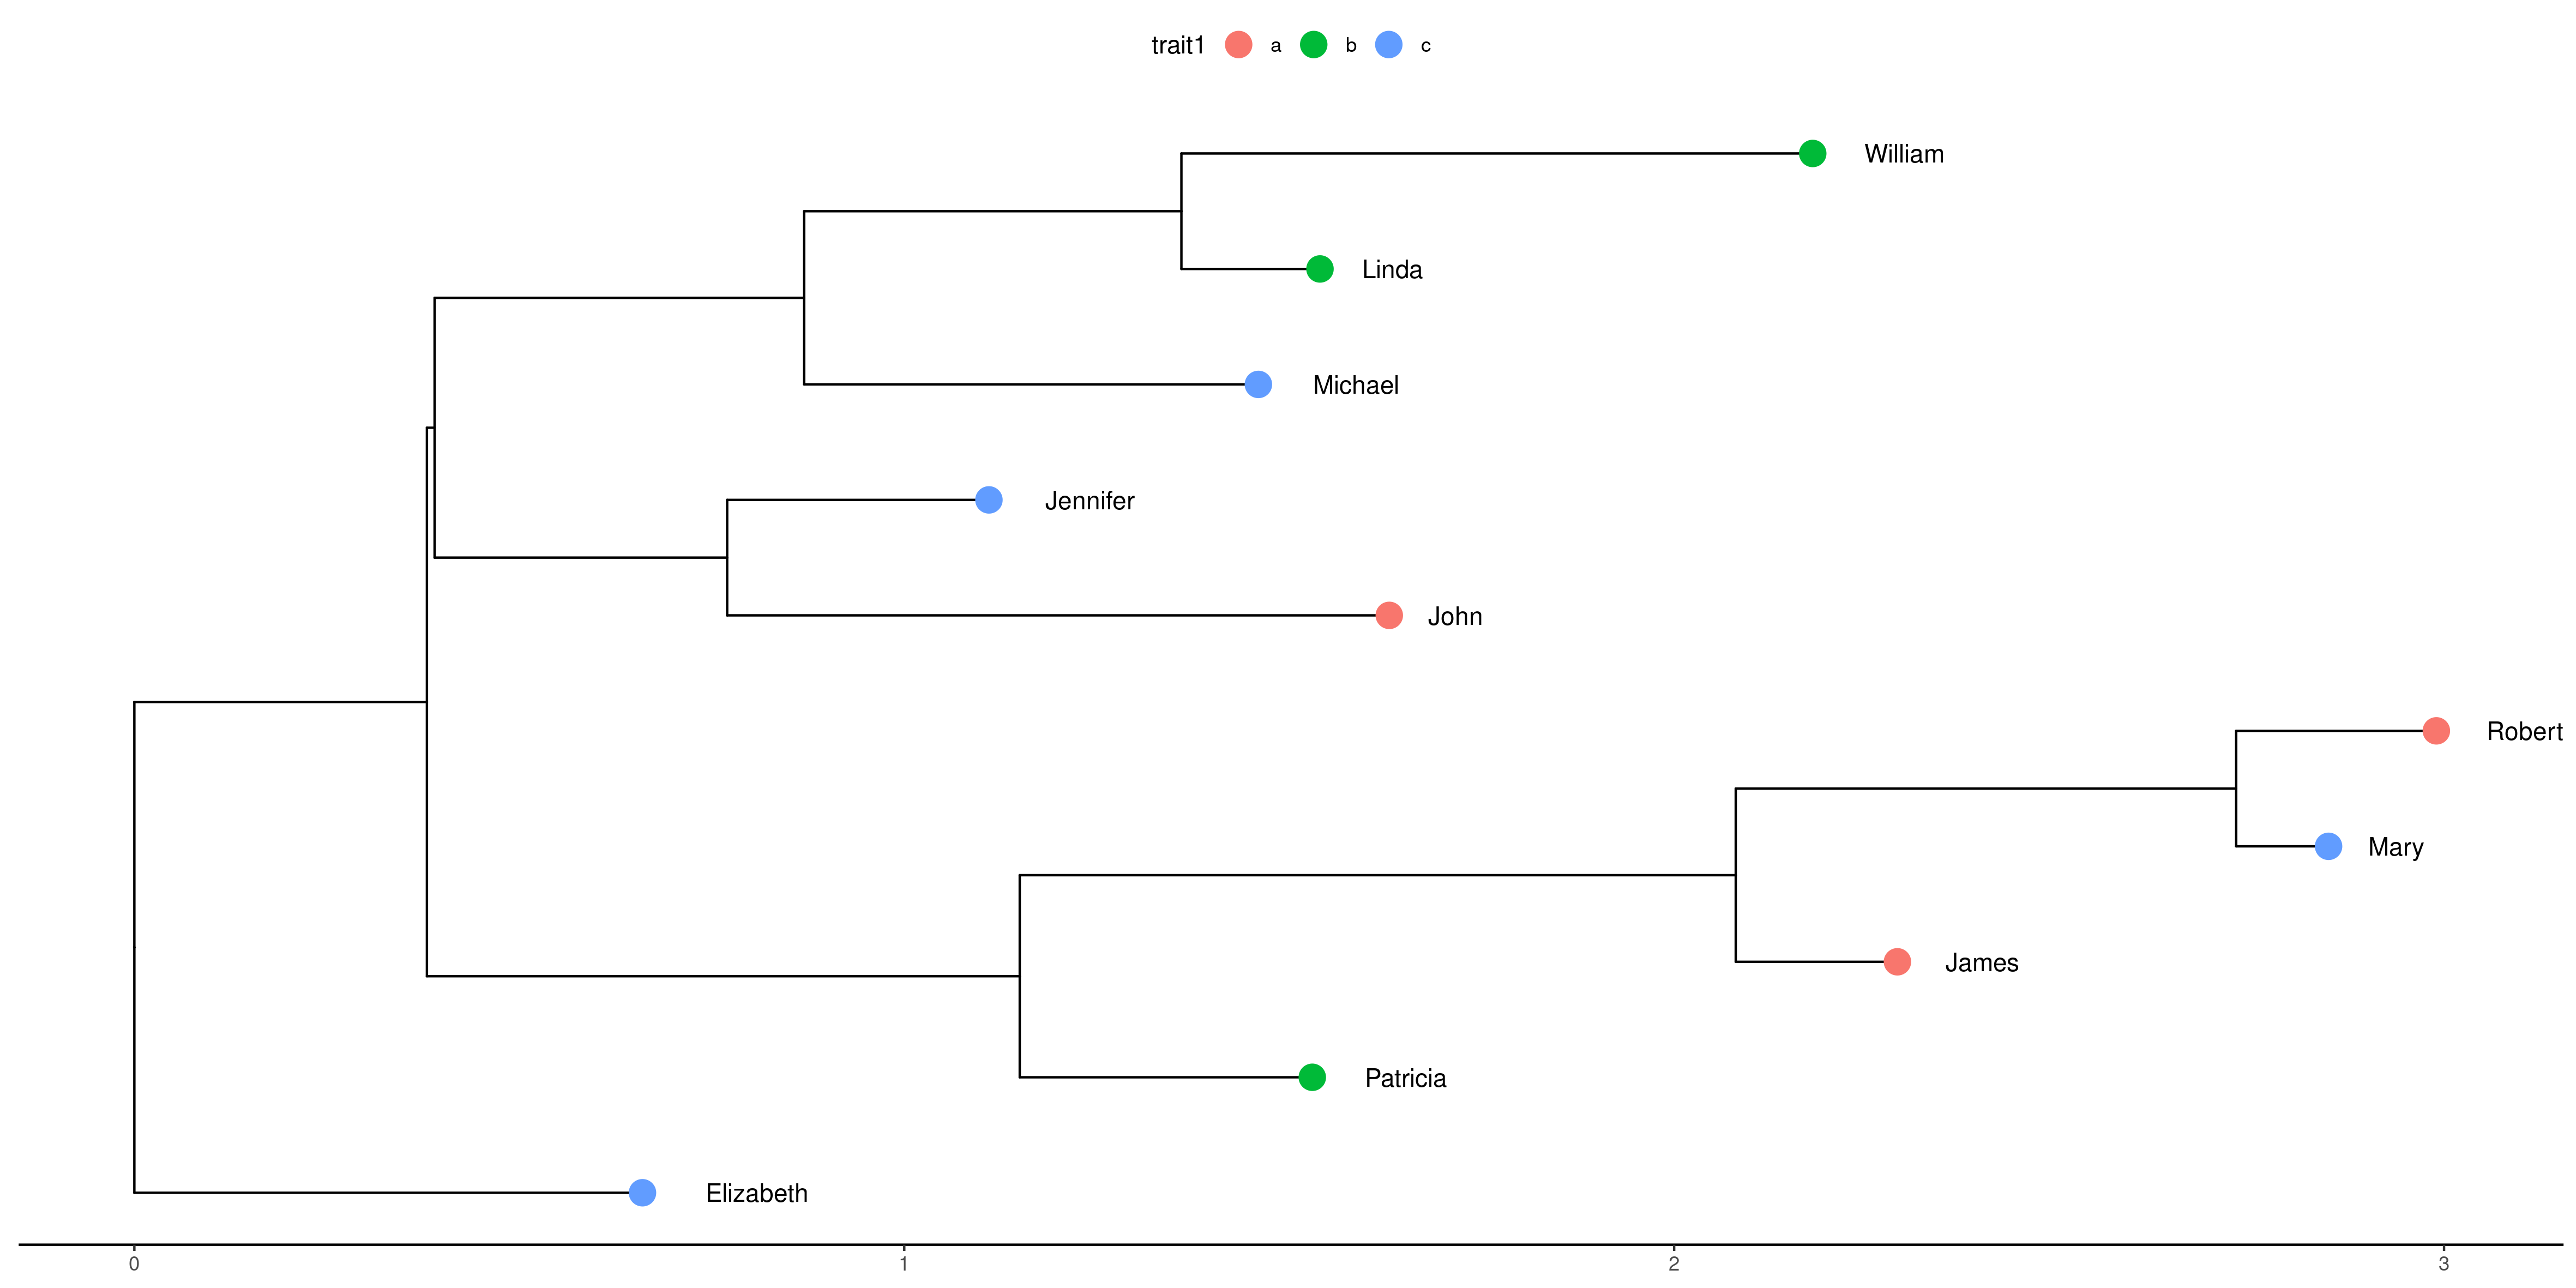 trait1 a b c
William
Linda
Michael
Jennifer
John
Robert
Mary
James
Patricia
Elizabeth
0 1 2 3